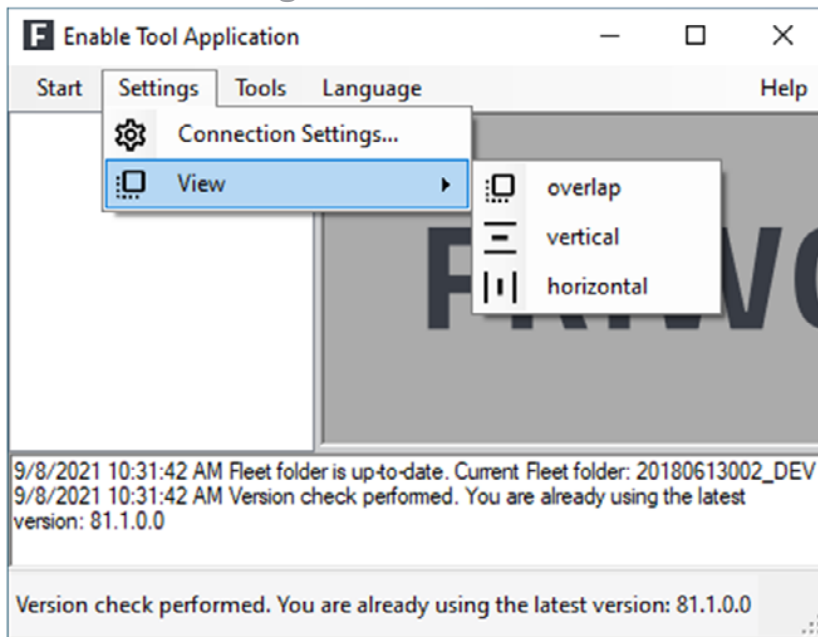 Enable Tool Application
Start Settings Tools Language Help
Connection Settings...
View
overlap
vertical
horizontal
9/8/2021 10:31:42 AM Fleet folder is up-to-date. Current Fleet folder: 20180613002_DEV
9/8/2021 10:31:42 AM Version check performed. You are already using the latest
version: 81.1.0.0
Version check performed. You are already using the latest version: 81.1.0.0